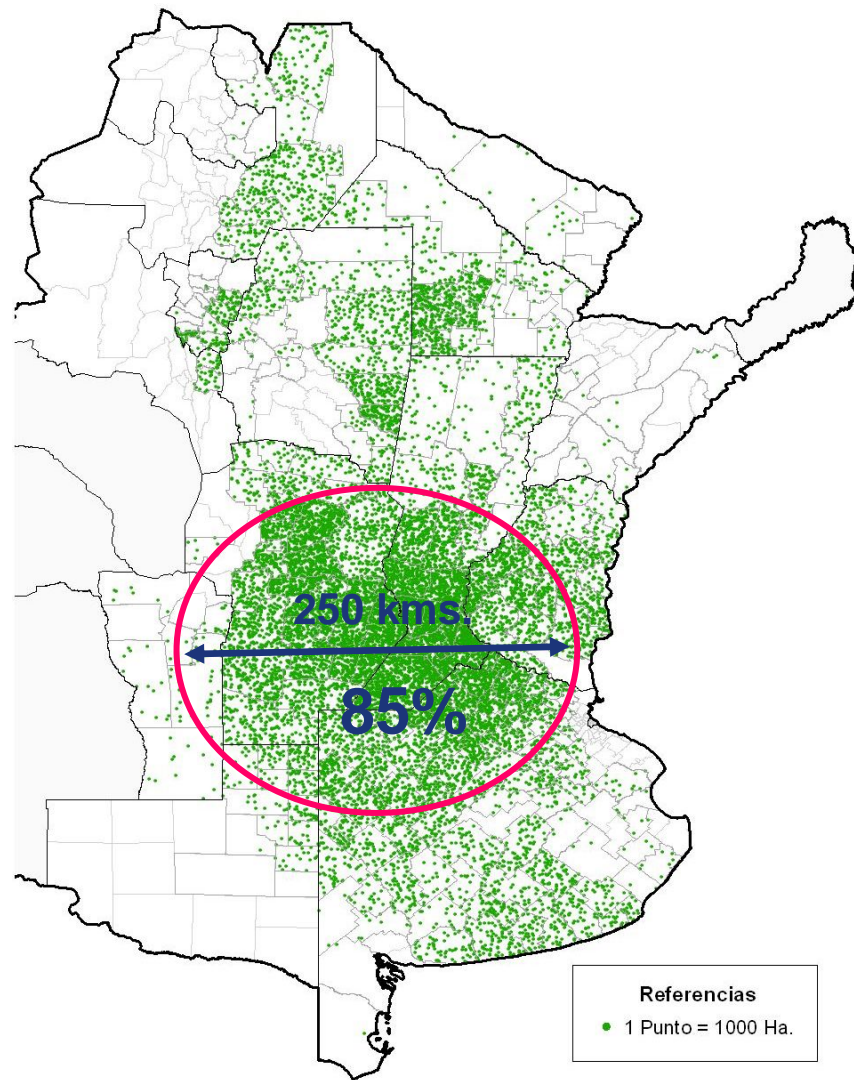 250 kms.
85%
Referencias
1 Punto = 1000 Ha.